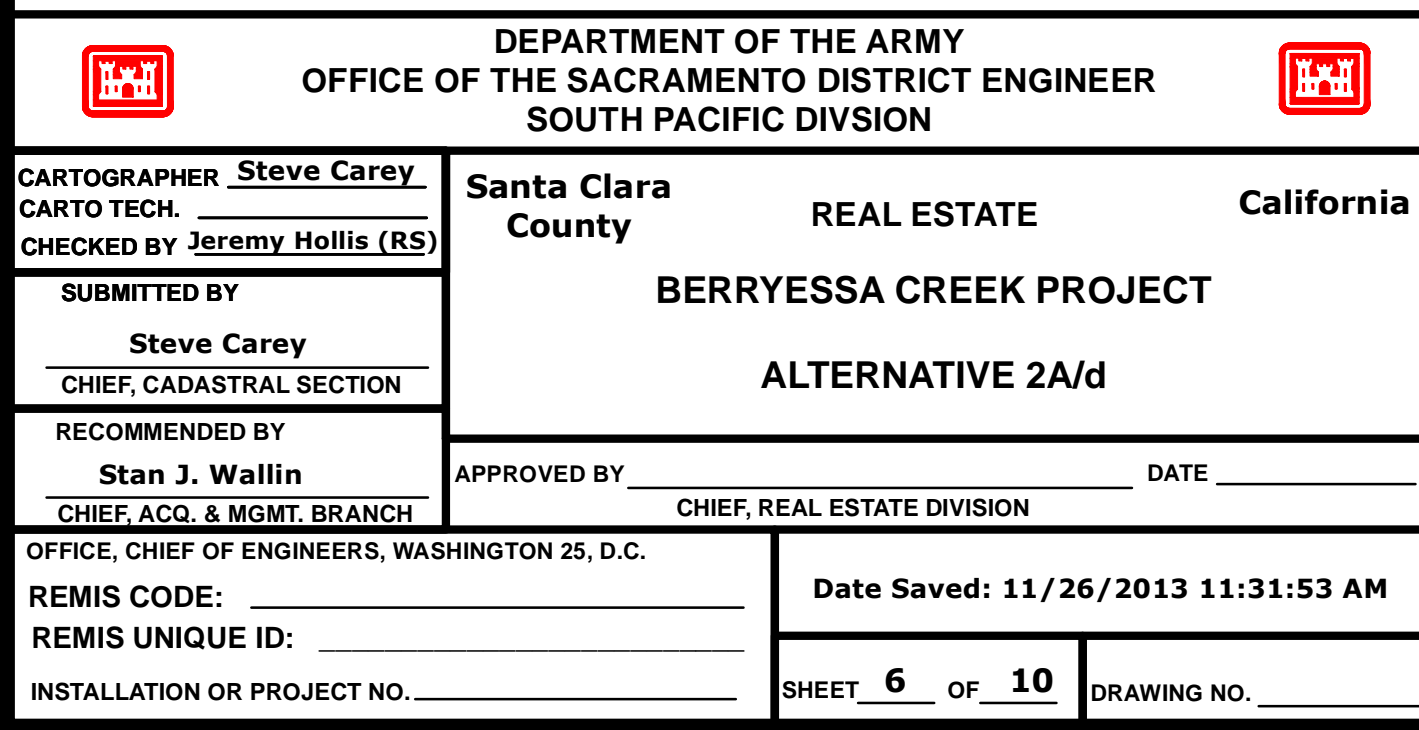 DEPARTMENT OF THE ARMY
OFFICE OF THE SACRAMENTO DISTRICT ENGINEER
SOUTH PACIFIC DIVSION
CARTOGRAPHER Steve Carey
CARTO TECH.
CHECKED BY Jeremy Hollis (RS)
SUBMITTED BY
Steve Carey
CHIEF, CADASTRAL SECTION
RECOMMENDED BY
Stan J. Wallin
CHIEF, ACQ. & MGMT. BRANCH
Santa Clara
County
REAL ESTATE
California
BERRYESSA CREEK PROJECT
ALTERNATIVE 2A/d
APPROVED BY DATE
CHIEF, REAL ESTATE DIVISION
OFFICE, CHIEF OF ENGINEERS, WASHINGTON 25, D.C.
REMIS CODE:
REMIS UNIQUE ID:
INSTALLATION OR PROJECT NO.
Date Saved: 11/26/2013 11:31:53 AM
SHEET 6 OF 10
DRAWING NO.